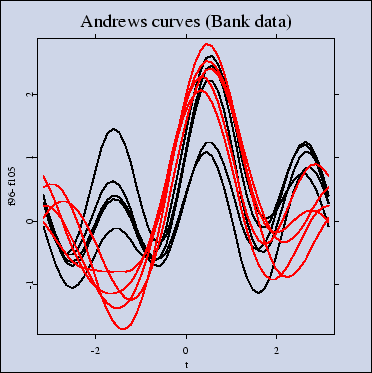 Andrews curves (Bank data)
f96- f105
2
1
0
-1
-2
0
2
t